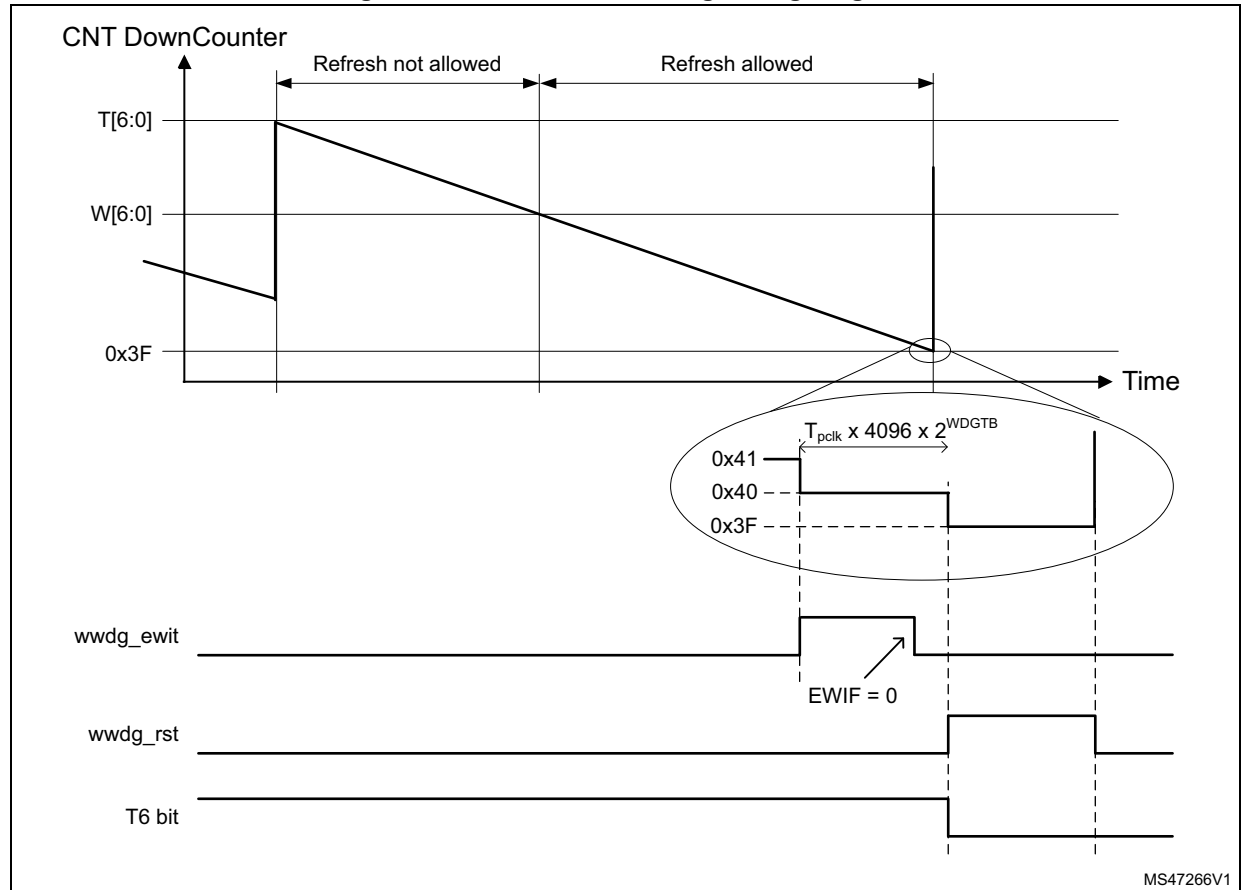 CNT DownCounter
Refresh not allowed
Refresh allowed
T[6:0]
W[6:0]
0x3F
Time
Tpclk x 4096 x 2^WDGTB
0x41
0x40
0x3F
wwdg_ewit
EWIF = 0
wwdg_rst
T6 bit
MS47266V1